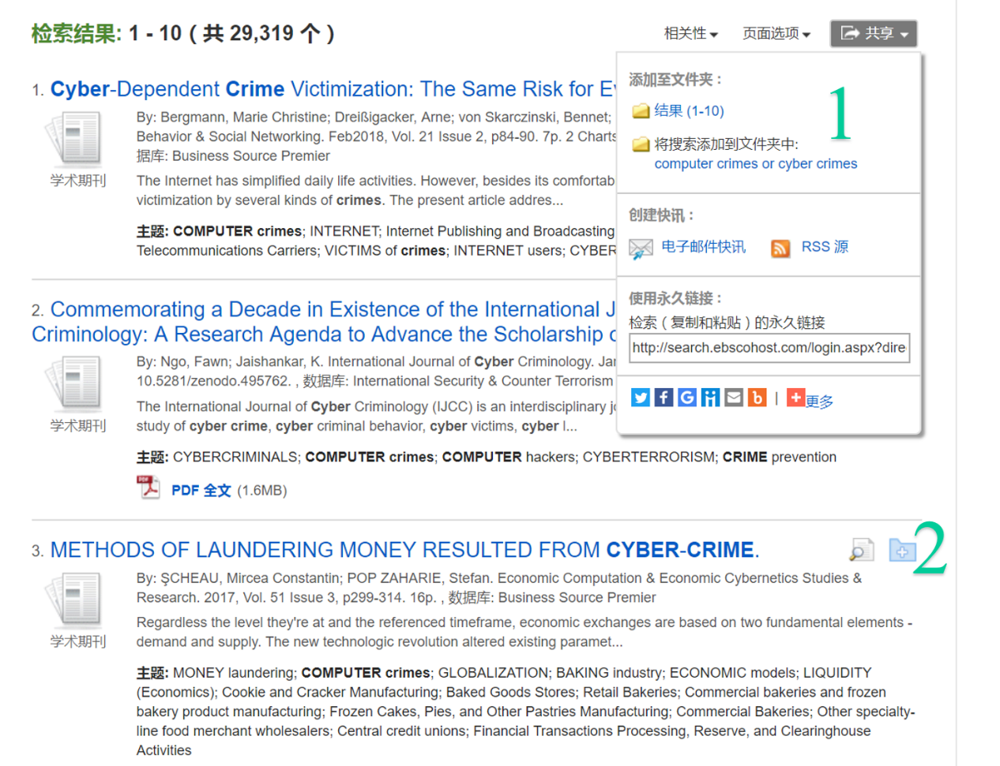 检索结果: 1 - 10 ( 共 29,319 个 )
相关性
页面选项
共享
1. Cyber-Dependent Crime Victimization: The Same Risk for Ev
By: Bergmann, Marie Christine; Dreißigacker, Arne; von Skarczinski, Bennet;
Behavior & Social Networking. Feb2018, Vol. 21 Issue 2, p84-90. 7p. 2 Charts
据库: Business Source Premier
学术期刊
The Internet has simplified daily life activities. However, besides its comfortab
victimization by several kinds of crimes. The present article addres...
主题: COMPUTER crimes; INTERNET; Internet Publishing and Broadcasting
Telecommunications Carriers; VICTIMS of crimes; INTERNET users; CYBER
添加至文件夹 :
1
结果 (1-10)
将搜索添加到文件夹中:
computer crimes or cyber crimes
创建快讯 :
电子邮件快讯
RSS 源
使用永久链接 :
检索 ( 复制和粘贴 ) 的永久链接
http://search.ebscohost.com/login.aspx?dire
| 更多
2. Commemorating a Decade in Existence of the International J
Criminology: A Research Agenda to Advance the Scholarship o
By: Ngo, Fawn; Jaishankar, K. International Journal of Cyber Criminology. Jan
10.5281/zenodo.495762. , 数据库: International Security & Counter Terrorism
学术期刊
The International Journal of Cyber Criminology (IJCC) is an interdisciplinary jo
study of cyber crime, cyber criminal behavior, cyber victims, cyber l...
主题: CYBERCRIMINALS; COMPUTER crimes; COMPUTER hackers; CYBERTERRORISM; CRIME prevention
PDF 全文 (1.6MB)
3. METHODS OF LAUNDERING MONEY RESULTED FROM CYBER-CRIME.
2
By: ŞCHEAU, Mircea Constantin; POP ZAHARIE, Stefan. Economic Computation & Economic Cybernetics Studies &
Research. 2017, Vol. 51 Issue 3, p299-314. 16p. , 数据库: Business Source Premier
学术期刊
Regardless the level they're at and the referenced timeframe, economic exchanges are based on two fundamental elements -
demand and supply. The new technologic revolution altered existing paramet...
主题: MONEY laundering; COMPUTER crimes; GLOBALIZATION; BAKING industry; ECONOMIC models; LIQUIDITY
(Economics); Cookie and Cracker Manufacturing; Baked Goods Stores; Retail Bakeries; Commercial bakeries and frozen
bakery product manufacturing; Frozen Cakes, Pies, and Other Pastries Manufacturing; Commercial Bakeries; Other specialty-
line food merchant wholesalers; Central credit unions; Financial Transactions Processing, Reserve, and Clearinghouse
Activities